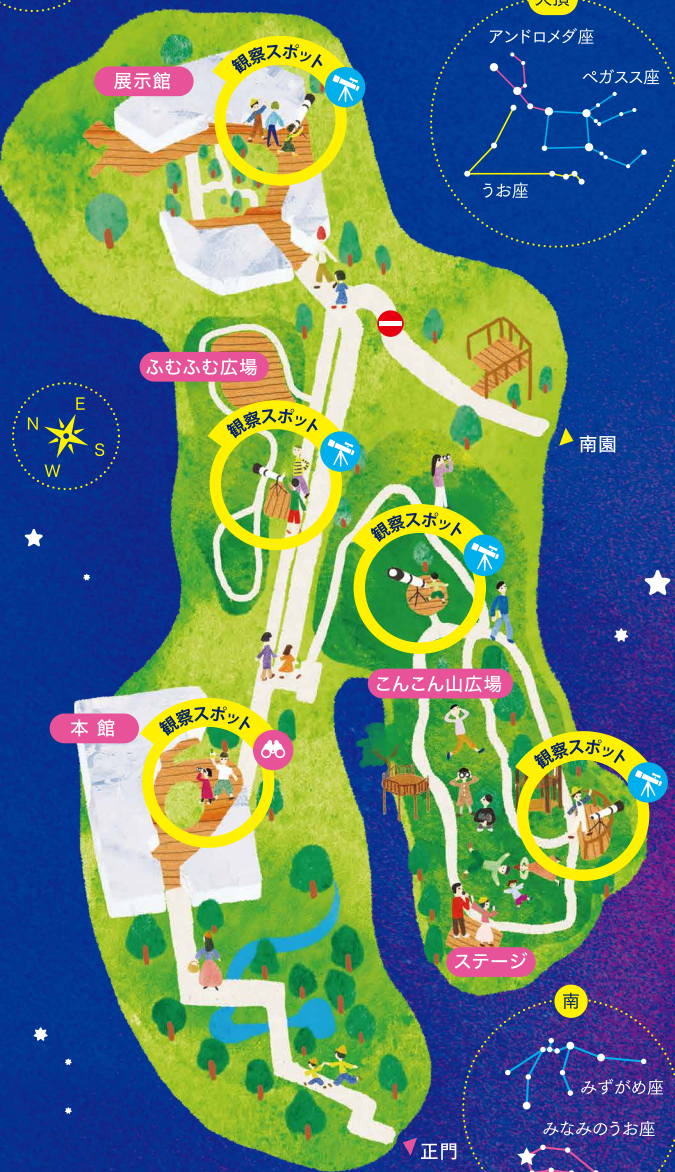 天頂
アンドロメダ座
ペガスス座
うお座
観察スポット
展示館
ふむふむ広場
観察スポット
E
N
S
W
南園
観察スポット
こんこん山広場
本館
観察スポット
観察スポット
ステージ
南
みずがめ座
みなみのうお座
正門